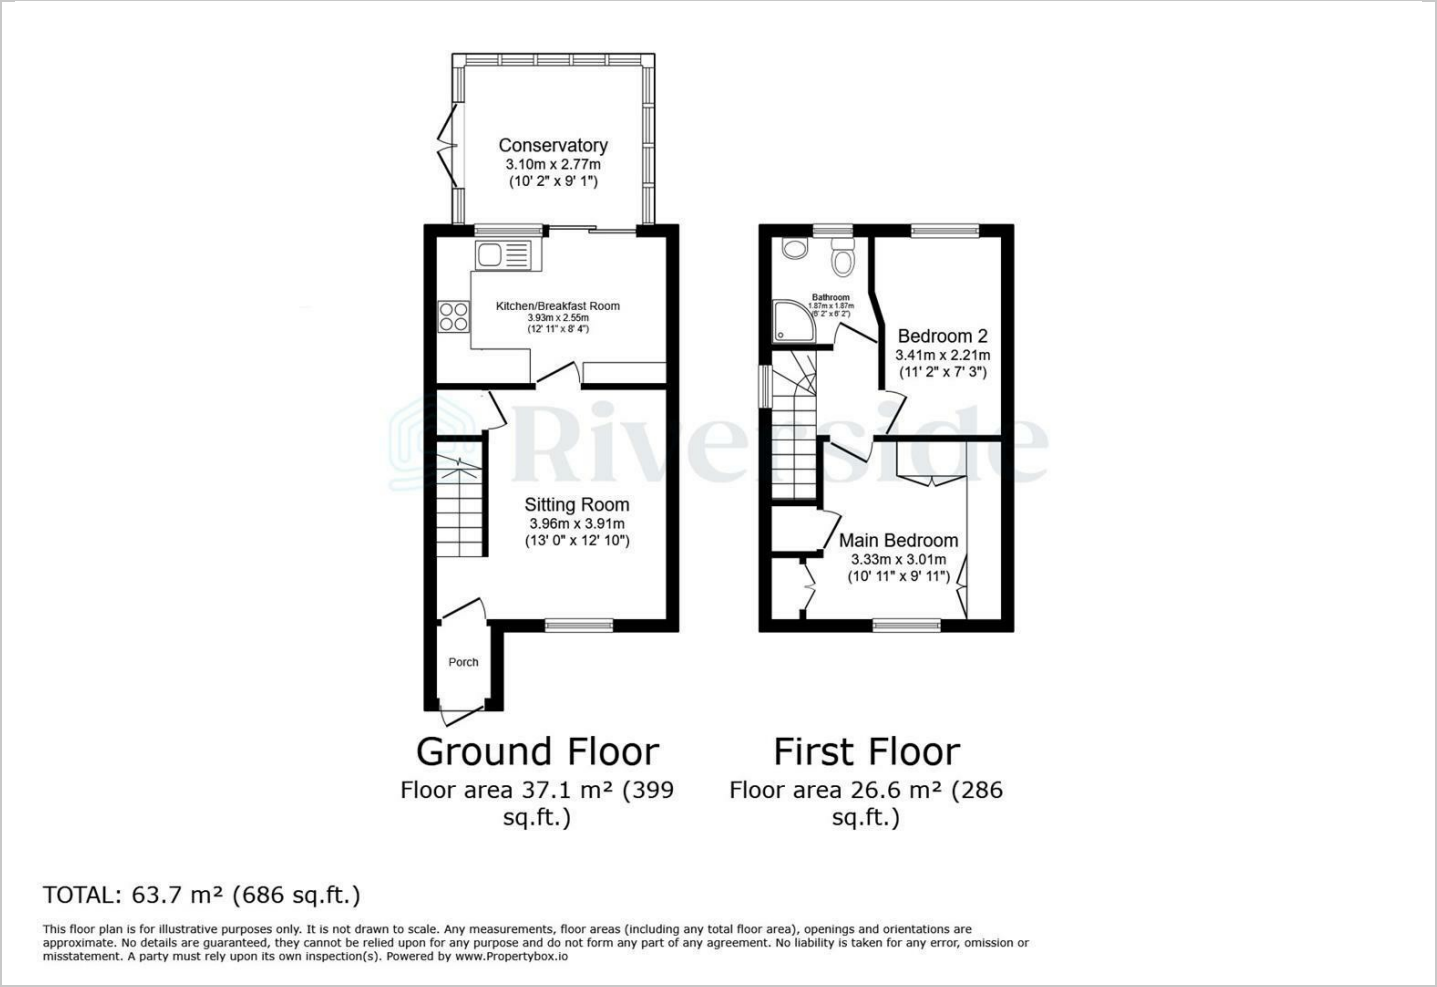 Conservatory
3.10m x 2.77m
(10' 2" x 9' 1")
Kitchen/Breakfast Room
3.93m x 2.55m
(12' 11" x 8' 4")
Bathroom
1.87m x 1.87m
(6' 2" x 6' 2")
Bedroom 2
3.41m x 2.21m
(11' 2" x 7' 3")
Riverside
Sitting Room
3.96m x 3.91m
(13' 0" x 12' 10")
Main Bedroom
3.33m x 3.01m
(10' 11" x 9' 11")
Porch
Ground Floor
Floor area 37.1 m² (399
sq.ft.)
First Floor
Floor area 26.6 m² (286
sq.ft.)
TOTAL: 63.7 m² (686 sq.ft.)
This floor plan is for illustrative purposes only. It is not drawn to scale. Any measurements, floor areas (including any total floor area), openings and orientations are
approximate. No details are guaranteed, they cannot be relied upon for any purpose and do not form any part of any agreement. No liability is taken for any error, omission or
misstatement. A party must rely upon its own inspection(s). Powered by www.Propertybox.io